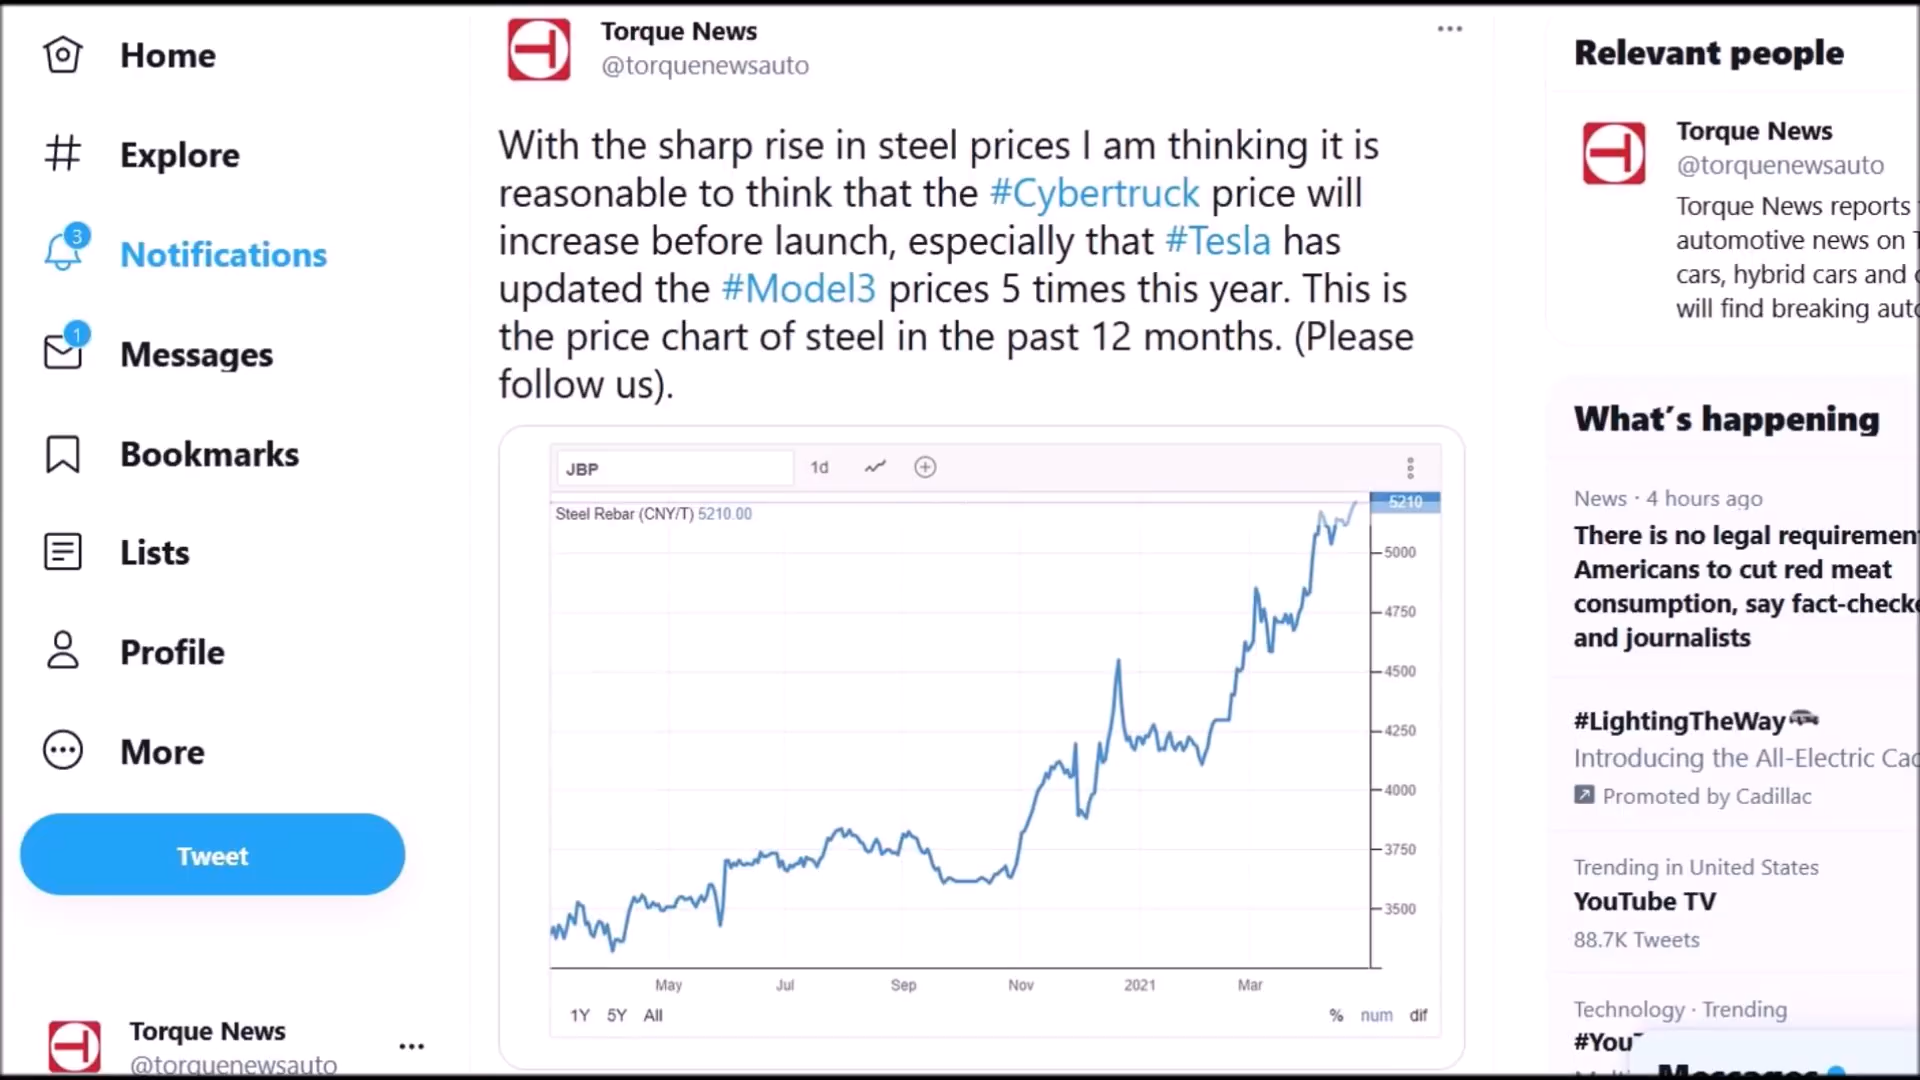 Home
Explore
3
Notifications
1
Messages
Bookmarks
Lists
Profile
More
Tweet
Torque News
@torquenewsauto
Torque News
@torquenewsauto
With the sharp rise in steel prices I am thinking it is
reasonable to think that the #Cybertruck price will
increase before launch, especially that #Tesla has
updated the #Model3 prices 5 times this year. This is
the price chart of steel in the past 12 months. (Please
follow us).
JBP 1d
Steel Rebar (CNY/T) 5210.00
5210
5000
4750
4500
4250
4000
3750
3500
May Jul Sep Nov 2021 Mar
1Y 5Y All % num dif
Relevant people
Torque News
@torquenewsauto
Torque News reports
automotive news on
cars, hybrid cars and
will find breaking
What's happening
News · 4 hours ago
There is no legal requirement
Americans to cut red meat
consumption, say
and journalists
#LightingTheWay
Introducing the All-Electric
Promoted by Cadillac
Trending in United States
YouTube TV
88.7K Tweets
Technology · Trending
Messages